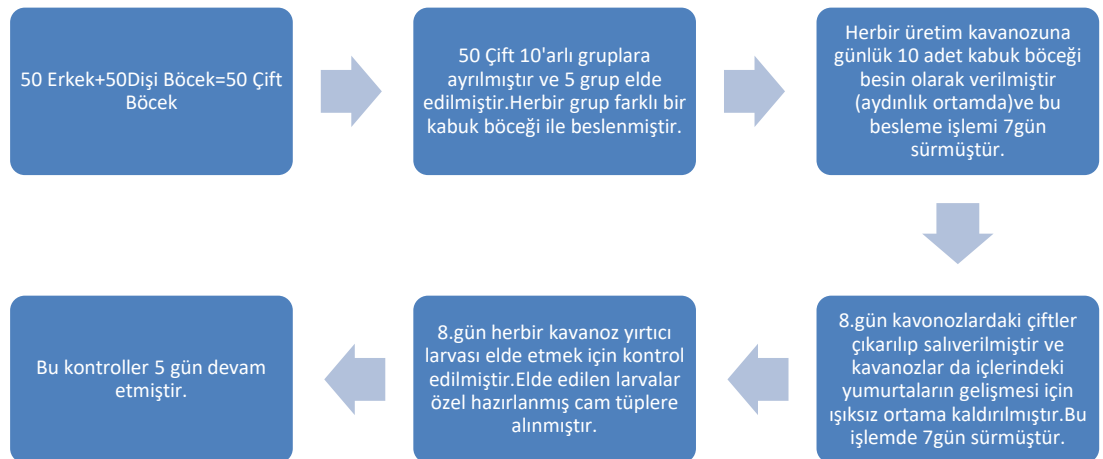 50 Erkek+50Dişi Böcek=50 Çift
Böcek
50 Çift 10'arlı gruplara
ayrılmıştır ve 5 grup elde
edilmiştir.Herbir grup farklı bir
kabuk böceği ile beslenmiştir.
Herbir üretim kavanozuna
günlük 10 adet kabuk böceği
besin olarak verilmiştir
(aydınlık ortamda)ve bu
besleme işlemi 7gün
sürmüştür.
8.gün kavonozlardaki çiftler
çıkarılıp salıverilmiştir ve
kavanozlar da içlerindeki
yumurtaların gelişmesi için
ışıksız ortama kaldırılmıştır.Bu
işlemde 7gün sürmüştür.
8.gün herbir kavanoz yırtıcı
larvası elde etmek için kontrol
edilmiştir.Elde edilen larvalar
özel hazırlanmış cam tüplere
alınmıştır.
Bu kontroller 5 gün devam
etmiştir.